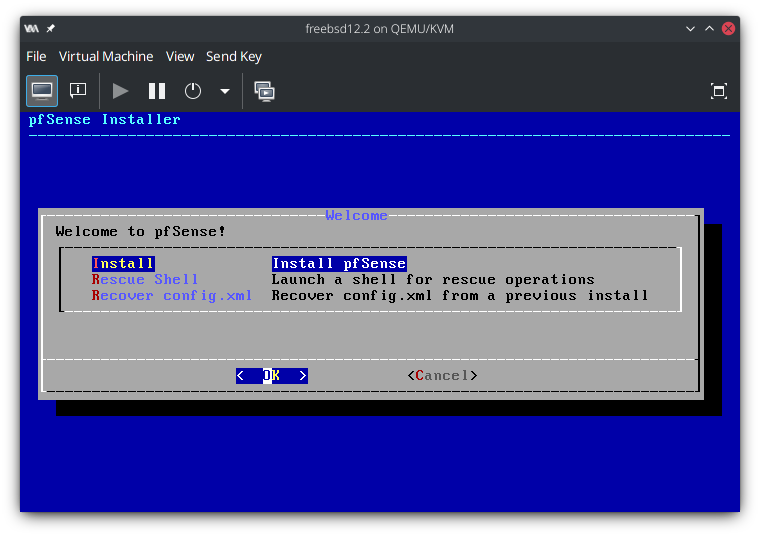 freebsd12.2 on QEMU/KVM
File Virtual Machine View Send Key
pfSense Installer
Welcome
Welcome to pfSense!
Install Install pfSense
Rescue Shell Launch a shell for rescue operations
Recover config.xml Recover config.xml from a previous install
< OK > <Cancel>